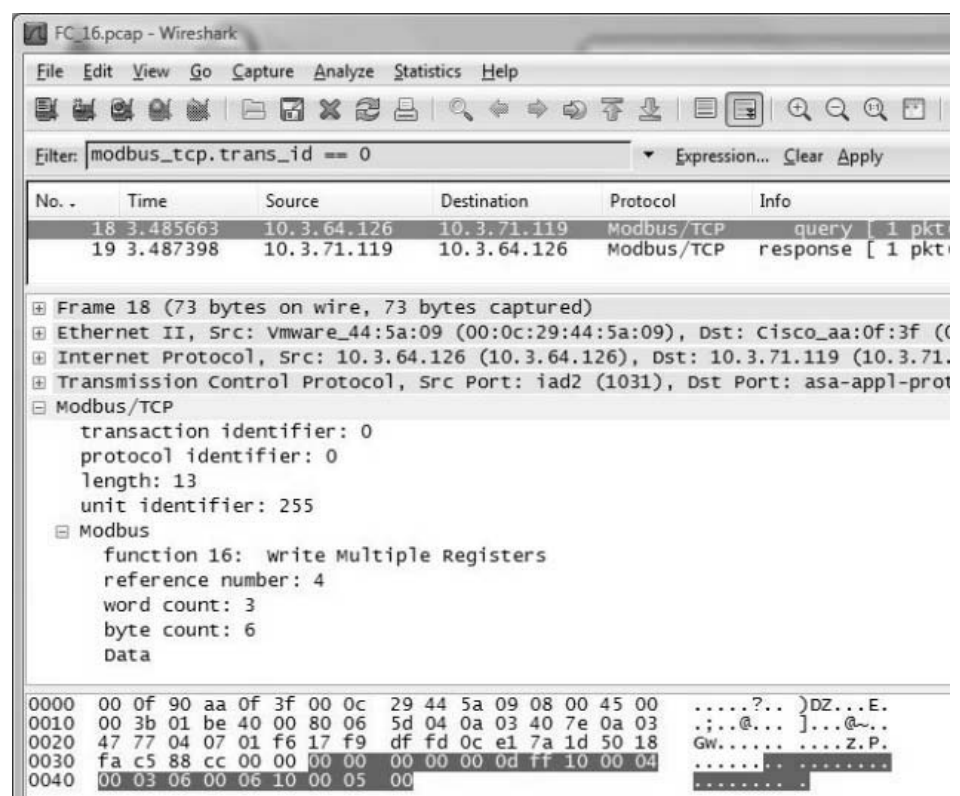 FC_16.pcap - Wireshark
File Edit View Go Capture Analyze Statistics Help
Filter: modbus_tcp.trans_id == 0 Expression... Clear Apply
No. . Time Source Destination Protocol Info
18 3.485663 10.3.64.126 10.3.71.119 Modbus/TCP query [ 1 pkt
19 3.487398 10.3.71.119 10.3.64.126 Modbus/TCP response [ 1 pkt
Frame 18 (73 bytes on wire, 73 bytes captured)
Ethernet II, Src: Vmware_44:5a:09 (00:0c:29:44:5a:09), Dst: Cisco_aa:0f:3f (
Internet Protocol, Src: 10.3.64.126 (10.3.64.126), Dst: 10.3.71.119 (10.3.71.
Transmission Control Protocol, Src Port: iad2 (1031), Dst Port: asa-appl-prot
Modbus/TCP
transaction identifier: 0
protocol identifier: 0
length: 13
unit identifier: 255
Modbus
function 16: Write Multiple Registers
reference number: 4
word count: 3
byte count: 6
Data
0000 00 0f 90 aa 0f 3f 00 0c 29 44 5a 09 08 00 45 00 .....?.. )DZ...E.
0010 00 3b 01 be 40 00 80 06 5d 04 0a 03 40 7e 0a 03 .;..@... ]...@~..
0020 47 77 04 07 01 f6 17 f9 df fd 0c e1 7a 1d 50 18 Gw...... ....z.P.
0030 fa c5 88 cc 00 00 00 00 00 00 00 0d ff 10 00 04 ........ ........
0040 00 03 06 00 06 10 00 05 00 ........ .